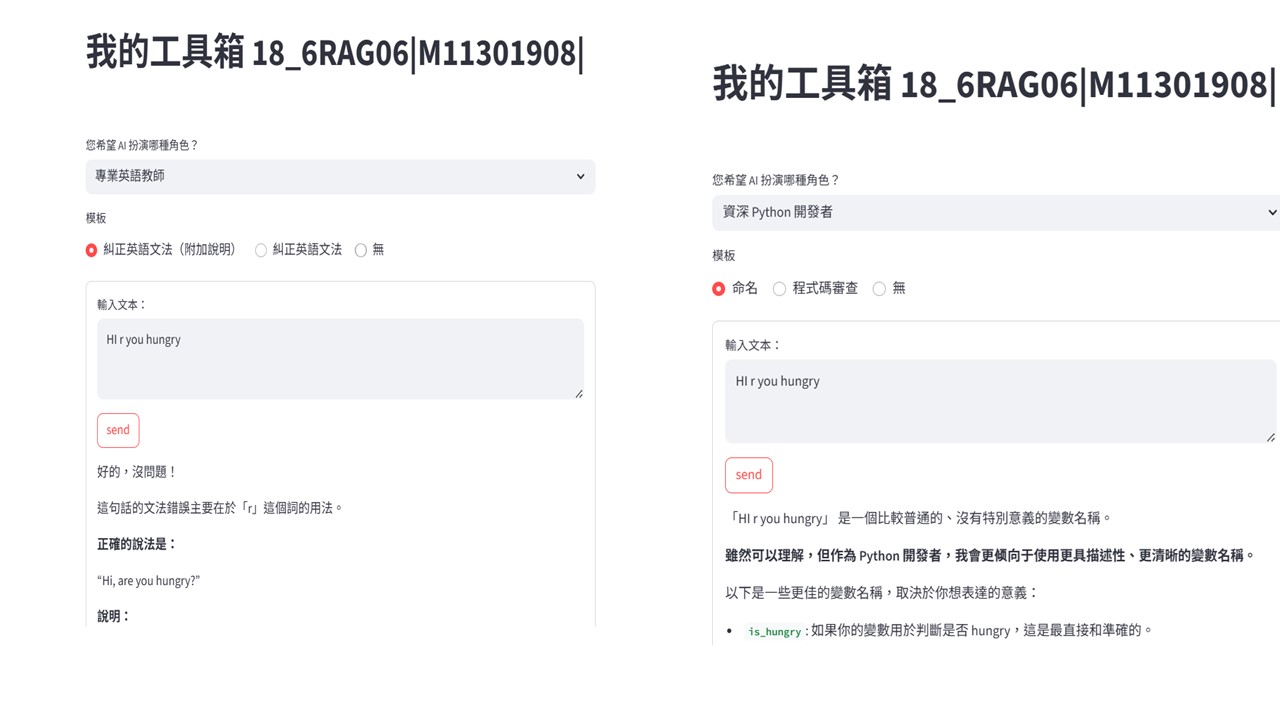 我的工具箱 18_6RAG06|M11301908|
您希望 AI 扮演哪種角色？
專業英語教師
模板
糾正英語文法（附加說明） 糾正英語文法 無
輸入文本：
HI r you hungry
send
好的，沒問題！
這句話的文法錯誤主要在於「r」這個詞的用法。
正確的說法是：
“Hi, are you hungry?”
說明：
我的工具箱 18_6RAG06|M11301908|
您希望 AI 扮演哪種角色？
資深 Python 開發者
模板
命名 程式碼審查 無
輸入文本：
HI r you hungry
send
「HI r you hungry」 是一個比較普通的、沒有特別意義的變數名稱。
雖然可以理解，但作為 Python 開發者，我會更傾向于使用更具描述性、更清晰的變數名稱。
以下是一些更佳的變數名稱，取決於你想表達的意義：
• is_hungry : 如果你的變數用於判斷是否 hungry，這是最直接和準確的。